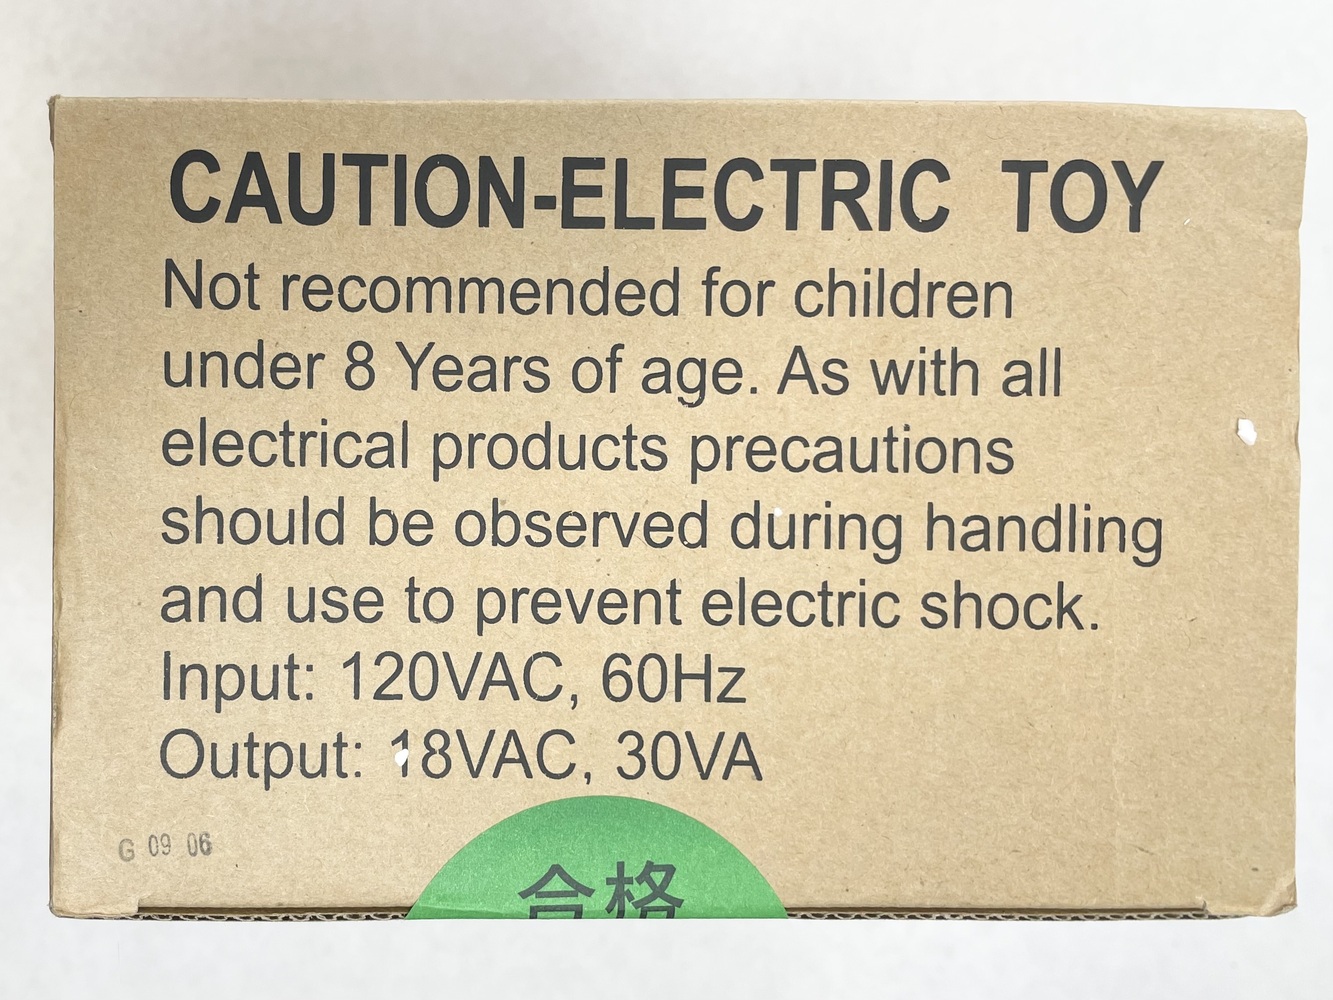 CAUTION-ELECTRIC TOY
Not recommended for children
under 8 Years of age. As with all
electrical products precautions
should be observed during handling
and use to prevent electric shock.
Input: 120VAC, 60Hz
Output: 18VAC, 30VA
G 09 06
合格